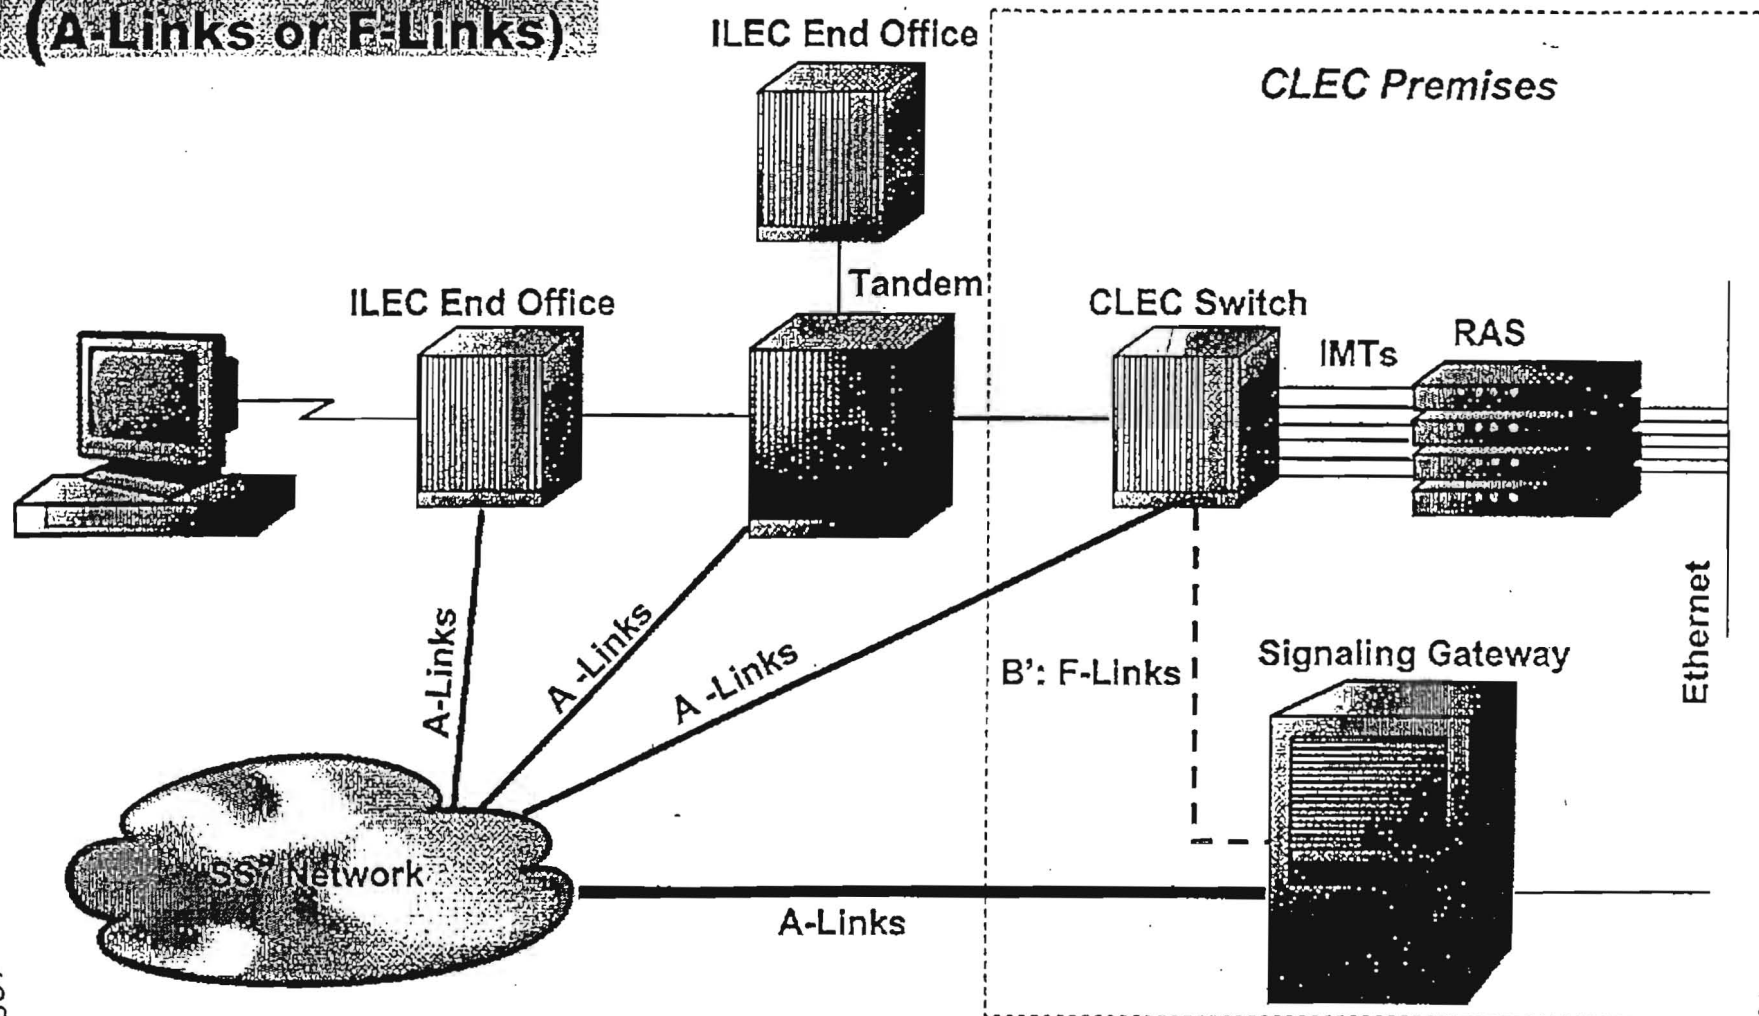 (A-Links or F-Links)
ILEC End Office
CLEC Premises
Tandem
ILEC End Office
CLEC Switch
IMTs
RAS
A-Links
A -Links
A -Links
B': F-Links
Signaling Gateway
Ethernet
SS7 Network
A-Links